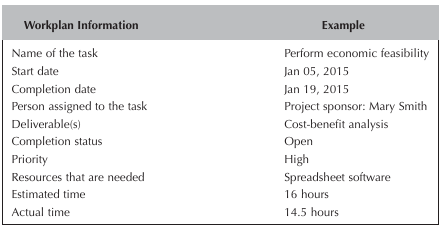 Workplan Information Example
Name of the task Perform economic feasibility
Start date Jan 05, 2015
Completion date Jan 19, 2015
Person assigned to the task Project sponsor: Mary Smith
Deliverable(s) Cost-benefit analysis
Completion status Open
Priority High
Resources that are needed Spreadsheet software
Estimated time 16 hours
Actual time 14.5 hours